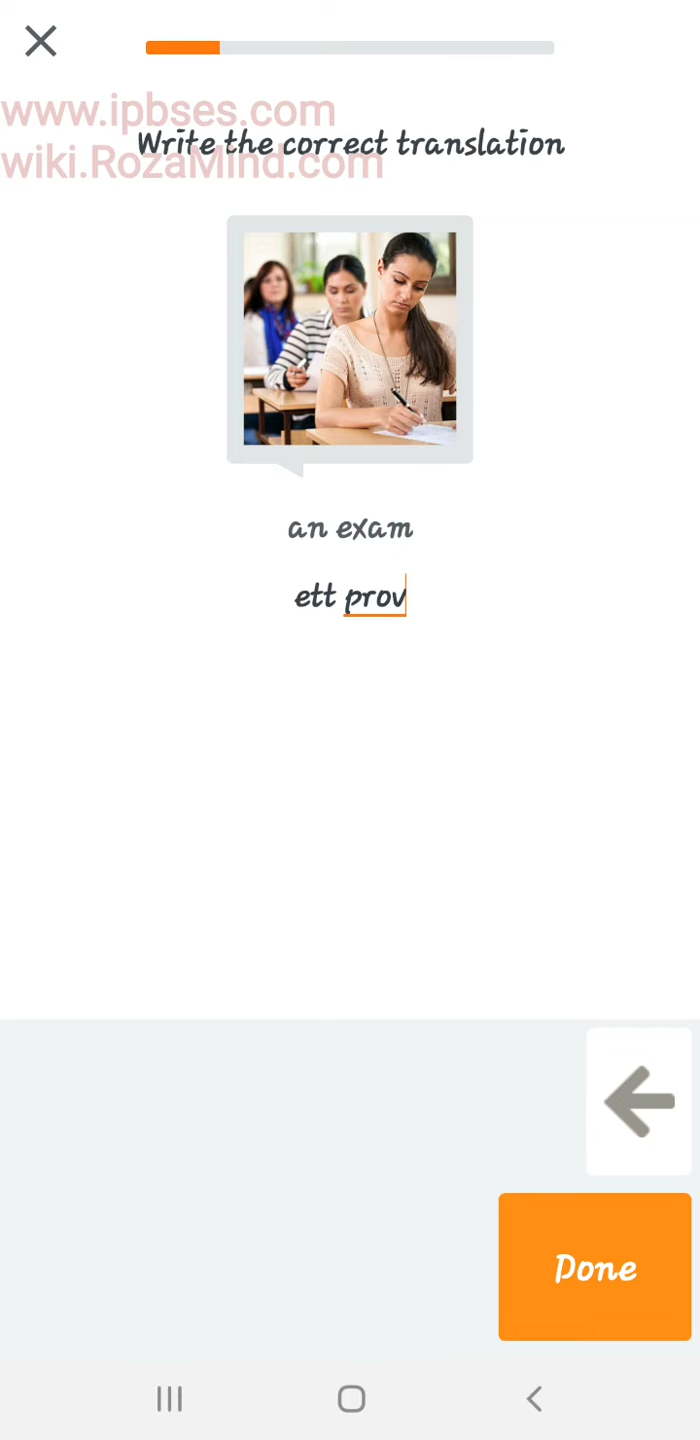 www.ipbses.com
Write the correct translation
wiki.RozaMind.com
an exam
ett prov
Done